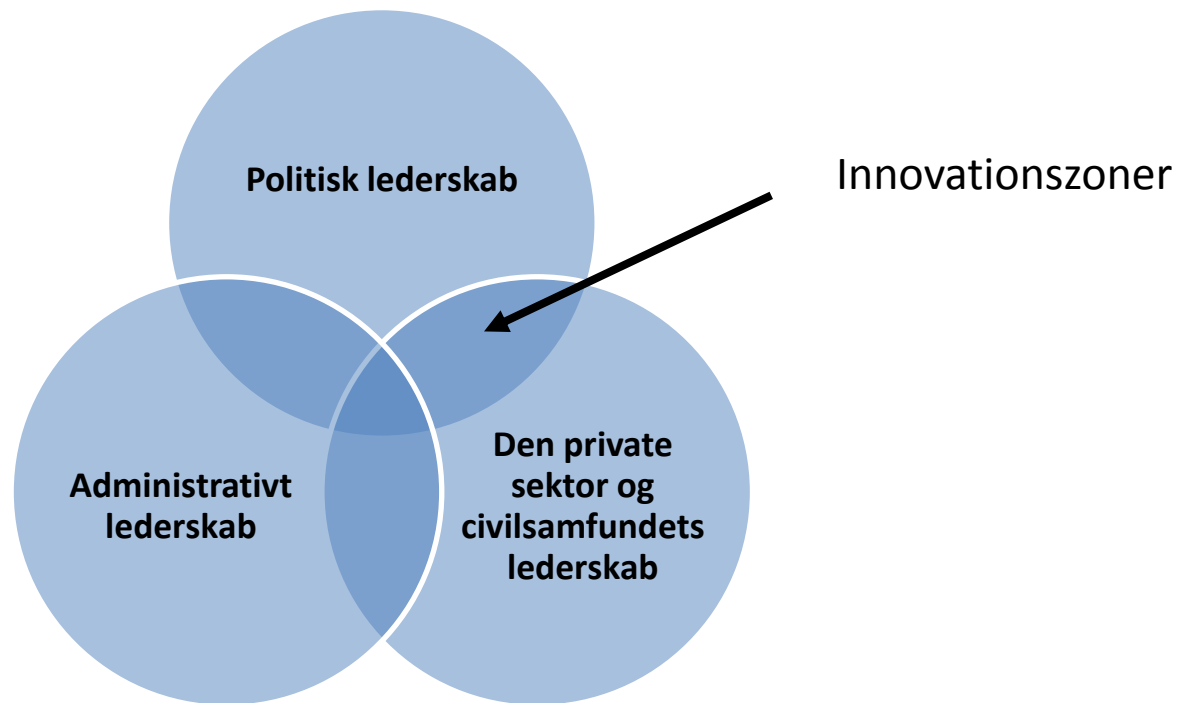 Politisk lederskab
Innovationszoner
Administrativt
lederskab
Den private
sektor og
civilsamfundets
lederskab